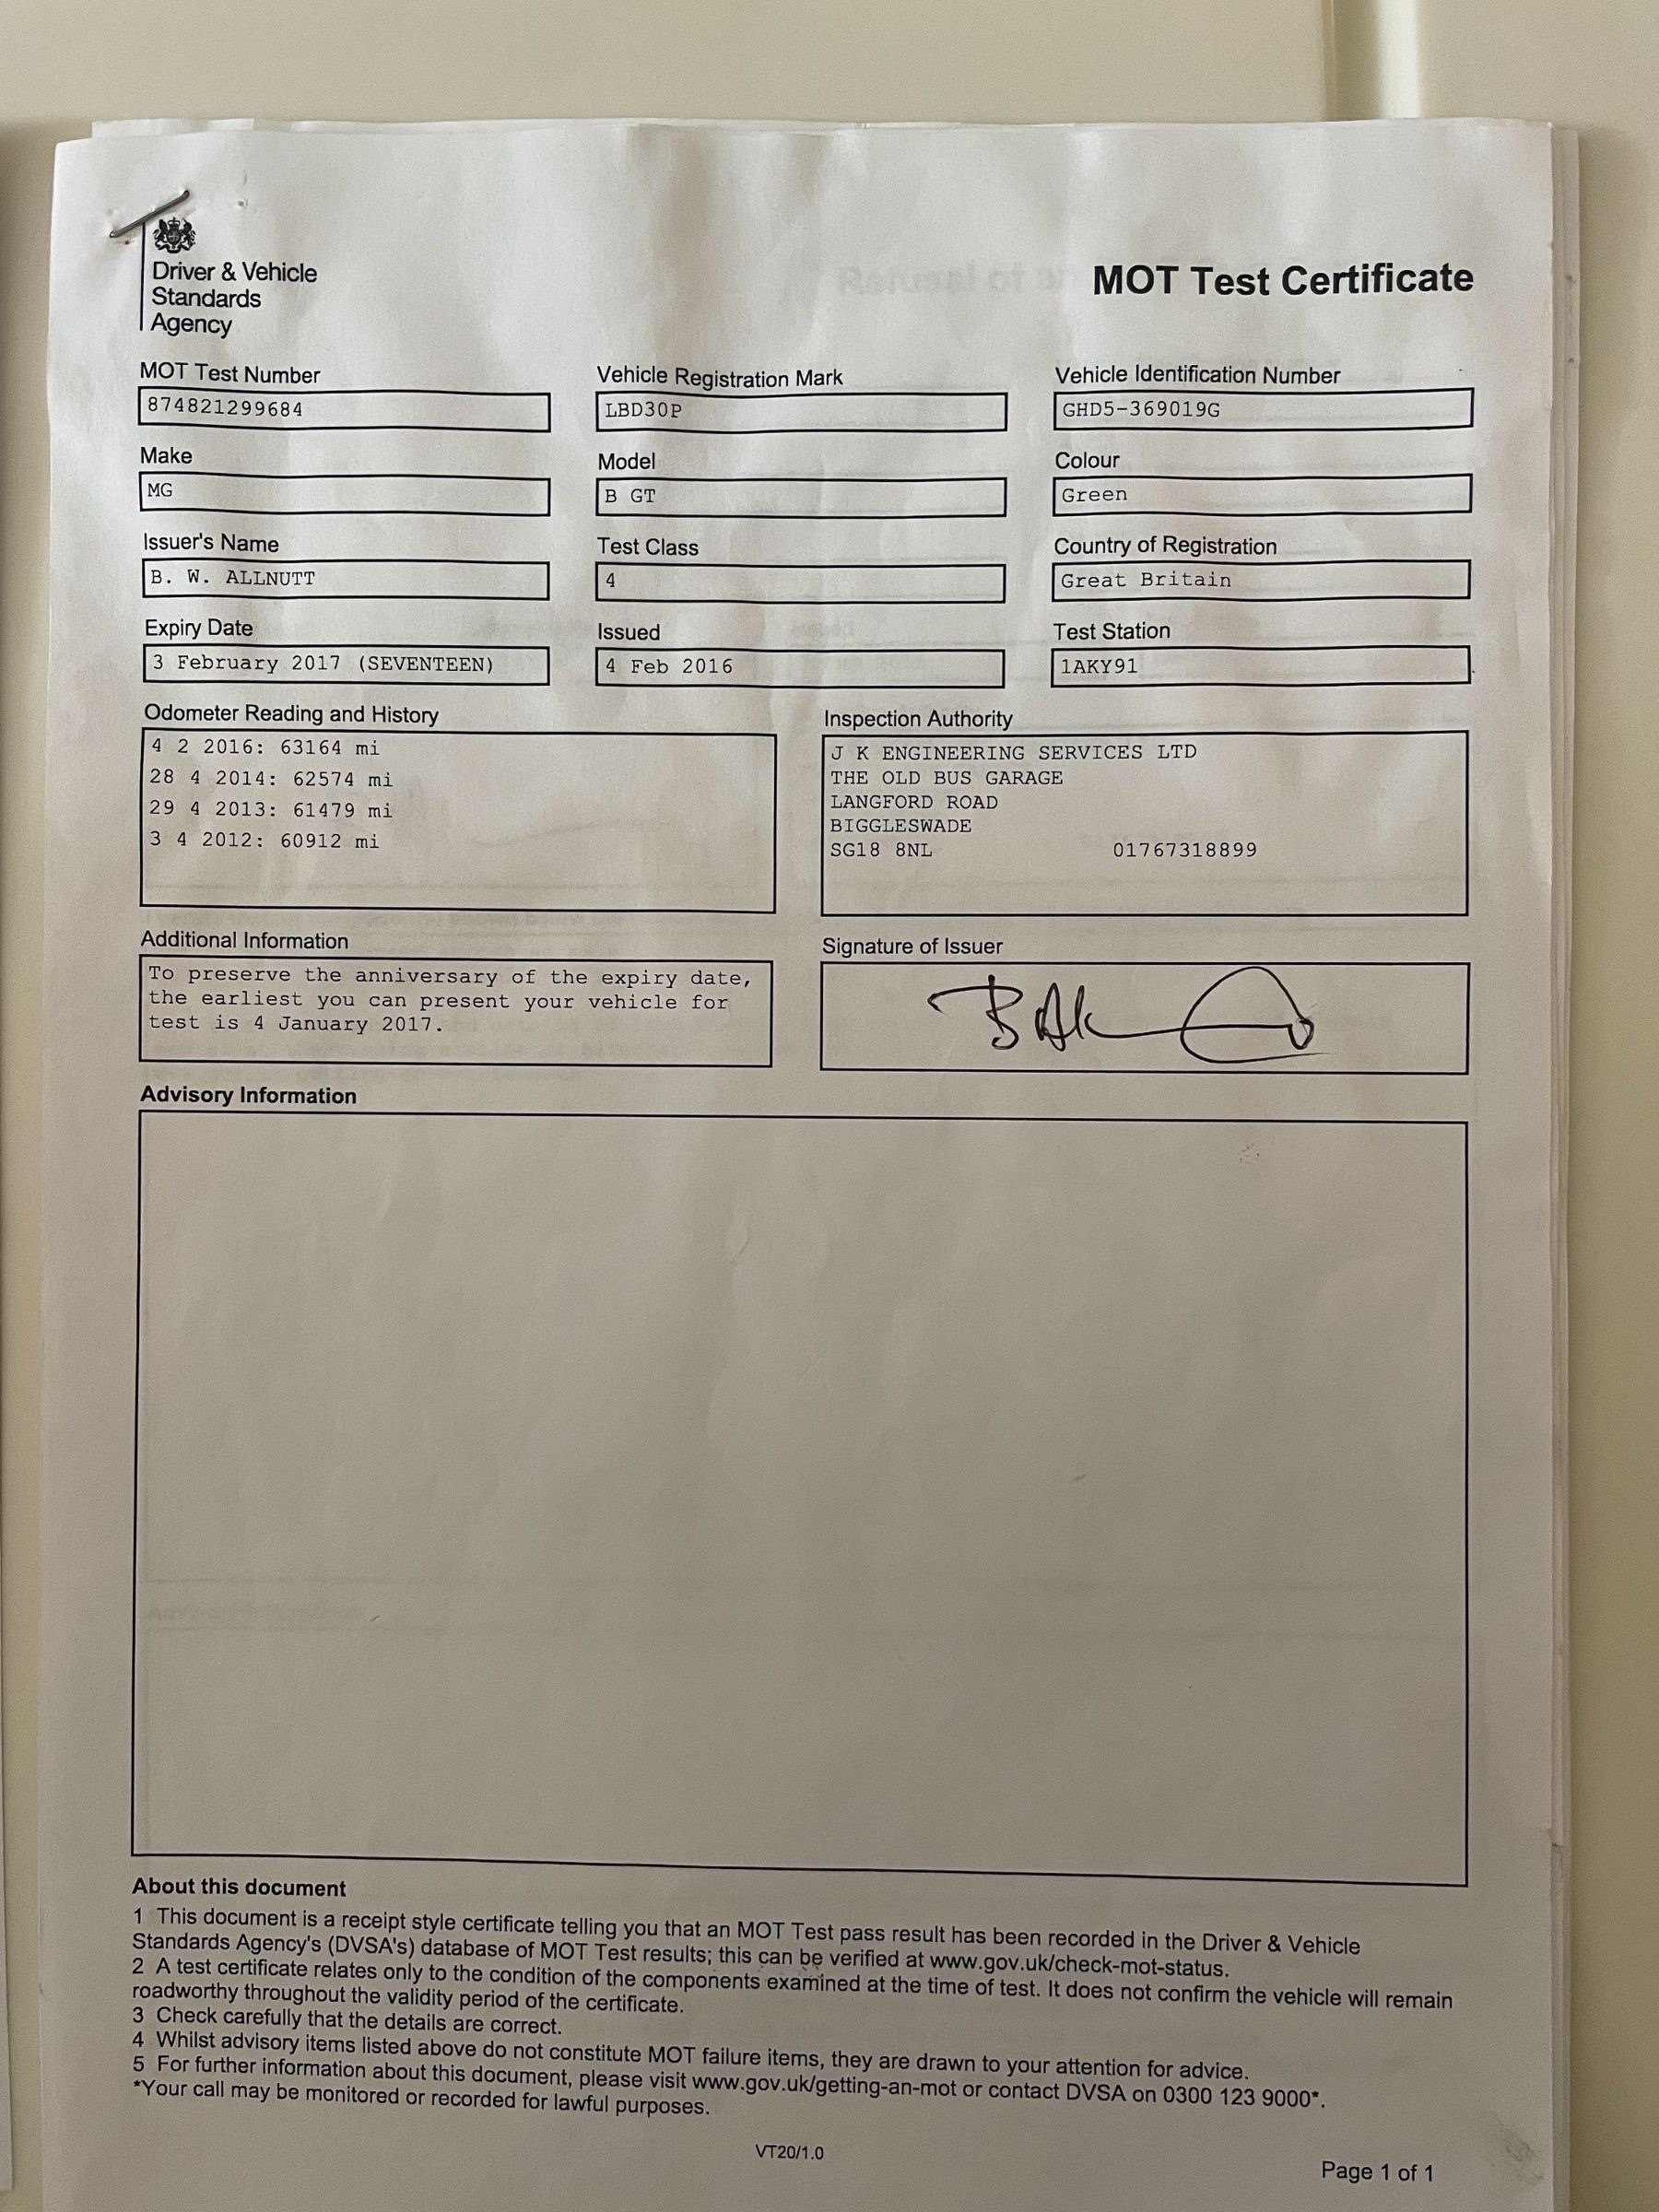 Driver & Vehicle
Standards
Agency
MOT Test Certificate
MOT Test Number
874821299684
Vehicle Registration Mark
LBD30P
Vehicle Identification Number
GHD5-369019G
Make
MG
Model
B GT
Colour
Green
Issuer's Name
B. W. ALLNUTT
Test Class
4
Country of Registration
Great Britain
Expiry Date
3 February 2017 (SEVENTEEN)
Issued
4 Feb 2016
Test Station
1AKY91
Odometer Reading and History
4 2 2016: 63164 mi
28 4 2014: 62574 mi
29 4 2013: 61479 mi
3 4 2012: 60912 mi
Inspection Authority
J K ENGINEERING SERVICES LTD
THE OLD BUS GARAGE
LANGFORD ROAD
BIGGLESWADE
SG18 8NL 01767318899
Additional Information
To preserve the anniversary of the expiry date,
the earliest you can present your vehicle for
test is 4 January 2017.
Signature of Issuer
Advisory Information
About this document
1 This document is a receipt style certificate telling you that an MOT Test pass result has been recorded in the Driver & Vehicle
Standards Agency's (DVSA's) database of MOT Test results; this can be verified at www.gov.uk/check-mot-status.
2 A test certificate relates only to the condition of the components examined at the time of test. It does not confirm the vehicle will remain
roadworthy throughout the validity period of the certificate.
3 Check carefully that the details are correct.
4 Whilst advisory items listed above do not constitute MOT failure items, they are drawn to your attention for advice.
5 For further information about this document, please visit www.gov.uk/getting-an-mot or contact DVSA on 0300 123 9000*.
*Your call may be monitored or recorded for lawful purposes.
VT20/1.0
Page 1 of 1